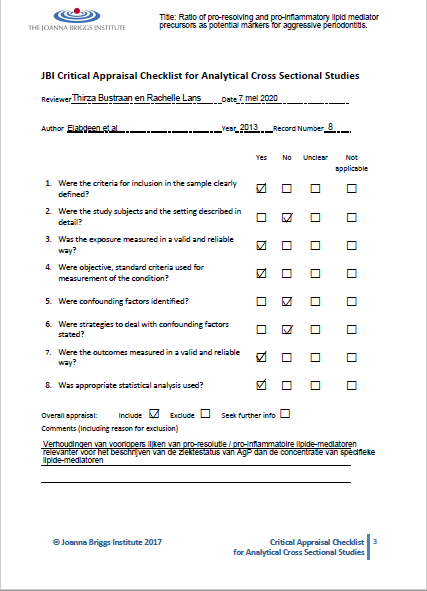 THE JOANNA BRIGGS INSTITUTE
Title: Ratio of pro-resolving and pro-inflammatory lipid mediator
precursors as potential markers for aggressive periodontitis.
JBI Critical Appraisal Checklist for Analytical Cross Sectional Studies
Reviewer Thirza Bustraan en Rachelle Lans Date 7 mei 2020
Author Elabdeen et al Year 2013 Record Number 8
Yes No Unclear Not
applicable
1. Were the criteria for inclusion in the sample clearly
defined?
2. Were the study subjects and the setting described in
detail?
3. Was the exposure measured in a valid and reliable
way?
4. Were objective, standard criteria used for
measurement of the condition?
5. Were confounding factors identified?
6. Were strategies to deal with confounding factors
stated?
7. Were the outcomes measured in a valid and reliable
way?
8. Was appropriate statistical analysis used?
Overall appraisal: Include Exclude Seek further info
Comments (Including reason for exclusion)
Verhoudingen van voorlopers lijken van pro-resolutie / pro-inflammatoire lipide-mediatoren
relevanter voor het beschrijven van de ziektestatus van AgP dan de concentratie van specifieke
lipide-mediatoren
© Joanna Briggs Institute 2017
Critical Appraisal Checklist 3
for Analytical Cross Sectional Studies